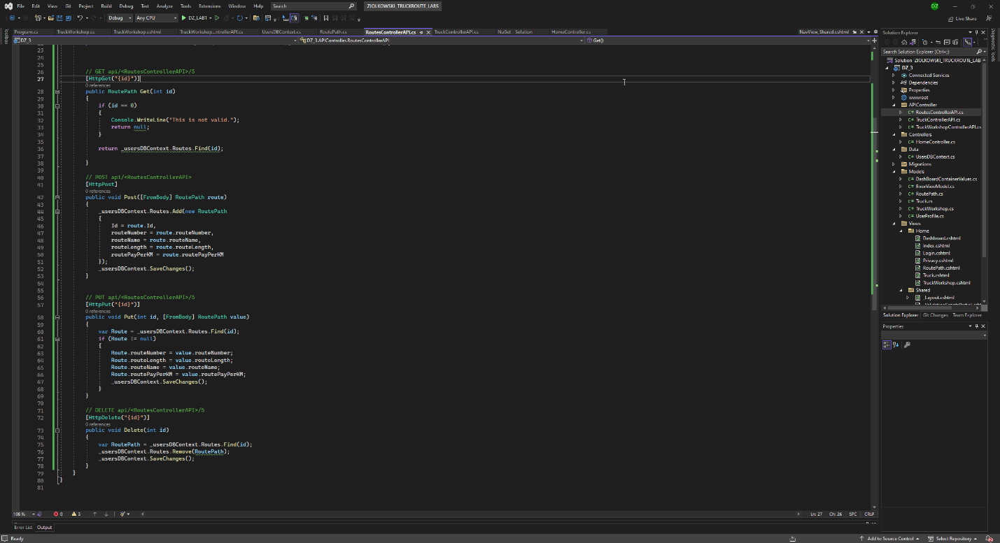 File Edit View Git Project Build Debug Test Analyze Tools Extensions Window Help Search ZIOLKOWSKI_TRUCKROUTE_LABS DZ
Debug Any CPU DZ_LAB1 Live Share
Program.cs TruckWorkshop.cs TruckWorkshop.cshtml TruckWorkshop...ntrollerAPI.cs UsersDBContext.cs RoutePath.cs RoutesControllerAPI.cs TruckControllerAPI.cs NuGet - Solution HomeController.cs NavView_Shared.cshtml
DZ_3 DZ_3.APIController.RoutesControllerAPI Get()
23
24
25
26 // GET api/<RoutesControllerAPI>/5
27 [HttpGet("{id}")]
0 references
28 public RoutePath Get(int id)
29 {
30 if (id == 0)
31 {
32 Console.WriteLine("This is not valid.");
33 return null;
34 }
35
36 return _usersDBContext.Routes.Find(id);
37
38 }
39
40 // POST api/<RoutesControllerAPI>
41 [HttpPost]
0 references
42 public void Post([FromBody] RoutePath route)
43 {
44 _usersDBContext.Routes.Add(new RoutePath
45 {
46 Id = route.Id,
47 routeNumber = route.routeNumber,
48 routeName = route.routeName,
49 routeLength = route.routeLength,
50 routePayPerKM = route.routePayPerKM
51 });
52 _usersDBContext.SaveChanges();
53 }
54
55
56 // PUT api/<RoutesControllerAPI>/5
57 [HttpPut("{id}")]
0 references
58 public void Put(int id, [FromBody] RoutePath value)
59 {
60 var Route = _usersDBContext.Routes.Find(id);
61 if (Route != null)
62 {
63 Route.routeNumber = value.routeNumber;
64 Route.routeLength = value.routeLength;
65 Route.routeName = value.routeName;
66 Route.routePayPerKM = value.routePayPerKM;
67 _usersDBContext.SaveChanges();
68 }
69 }
70
71 // DELETE api/<RoutesControllerAPI>/5
72 [HttpDelete("{id}")]
0 references
73 public void Delete(int id)
74 {
75 var RoutePath = _usersDBContext.Routes.Find(id);
76 _usersDBContext.Routes.Remove(RoutePath);
77 _usersDBContext.SaveChanges();
78 }
79 }
80 }
81
108 % 0 3 Ln: 27 Ch: 26 SPC CRLF
Error List Output
Ready Add to Source Control Select Repository
Toolbox
Solution Explorer
Search Solution Explorer (Ctrl+;)
Solution 'ZIOLKOWSKI_TRUCKROUTE_LAB
DZ_3
Connected Services
Dependencies
Properties
wwwroot
APIController
RoutesControllerAPI.cs
TruckControllerAPI.cs
TruckWorkshopControllerAPI.cs
Controllers
HomeController.cs
Data
UsersDBContext.cs
Migrations
Models
DashBoardContainerValues.cs
ErrorViewModel.cs
RoutePath.cs
Truck.cs
TruckWorkshop.cs
UserProfile.cs
Views
Home
Dashboard.cshtml
Index.cshtml
Login.cshtml
Privacy.cshtml
RoutePath.cshtml
Truck.cshtml
TruckWorkshop.cshtml
Shared
_Layout.cshtml
Solution Explorer Git Changes Team Explorer
Properties
Diagnostic Tools